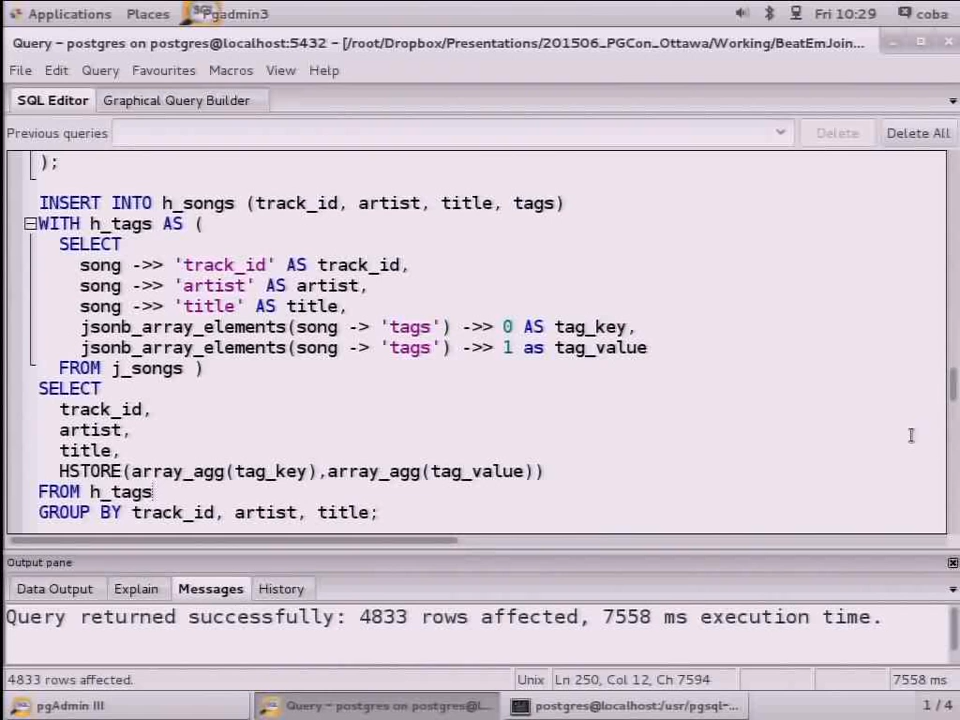 Applications Places Pgadmin3 Fri 10:29 coba
Query - postgres on postgres@localhost:5432 - [/root/Dropbox/Presentations/201506_PGCon_Ottawa/Working/BeatEmJoin...
File Edit Query Favourites Macros View Help
SQL Editor Graphical Query Builder
Previous queries Delete Delete All
);
INSERT INTO h_songs (track_id, artist, title, tags)
WITH h_tags AS (
SELECT
song ->> 'track_id' AS track_id,
song ->> 'artist' AS artist,
song ->> 'title' AS title,
jsonb_array_elements(song -> 'tags') ->> 0 AS tag_key,
jsonb_array_elements(song -> 'tags') ->> 1 as tag_value
FROM j_songs )
SELECT
track_id,
artist,
title,
HSTORE(array_agg(tag_key),array_agg(tag_value))
FROM h_tags
GROUP BY track_id, artist, title;
Output pane
Data Output Explain Messages History
Query returned successfully: 4833 rows affected, 7558 ms execution time.
4833 rows affected. Unix Ln 250, Col 12, Ch 7594 7558 ms
pgAdmin III Query - postgres on postgres@l... postgres@localhost:/usr/pgsql-... 1 / 4